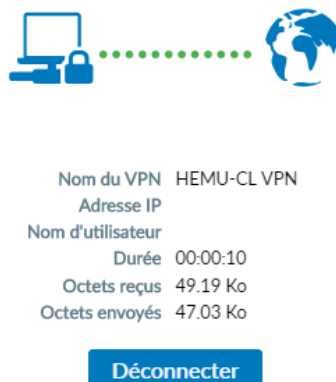 Nom du VPN HEMU-CL VPN
Adresse IP
Nom d'utilisateur
Durée 00:00:10
Octets reçus 49.19 Ko
Octets envoyés 47.03 Ko
Déconnecter